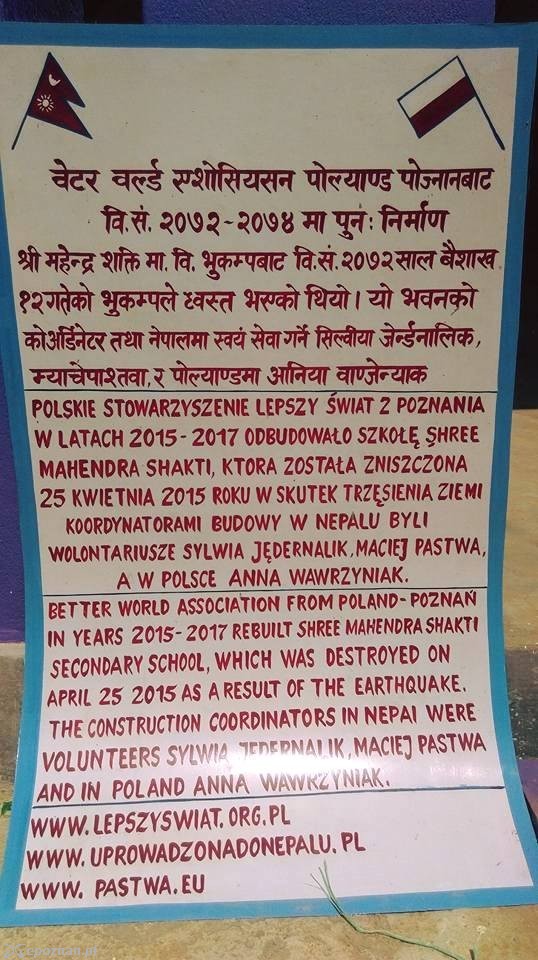 वेटर वर्ल्ड एशोसियसन पोल्याण्ड पोज्नानबाट
वि.सं. २०७२-२०७४ मा पुनः निर्माण
श्री महेन्द्र शक्ति मा. वि. भुकम्पबाट वि.सं.२०७२साल बैशाख
१२गतेको भुकम्पले ध्वस्त भएको थियो। यो भवनको
कोअर्डिनेटर तथा नेपालमा स्वयं सेवा गर्ने सिल्वीया जेर्न्डनालिक,
म्याचेपाश्तवा, र पोल्याण्डमा आनिया वाण्जेन्याक
POLSKIE STOWARZYSZENIE LEPSZY ŚWIAT Z POZNANIA
W LATACH 2015-2017 ODBUDOWAŁO SZKOŁĘ SHREE
MAHENDRA SHAKTI, KTORA ZOSTAŁA ZNISZCZONA
25 KWIETNIA 2015 ROKU W SKUTEK TRZĘSIENIA ZIEMI
KOORDYNATORAMI BUDOWY W NEPALU BYLI
WOLONTARIUSZE SYLWIA JĘDERNALIK, MACIEJ PASTWA,
A W POLSCE ANNA WAWRZYNIAK.
BETTER WORLD ASSOCIATION FROM POLAND-POZNAŃ
IN YEARS 2015-2017 REBUILT SHREE MAHENDRA SHAKTI
SECONDARY SCHOOL, WHICH WAS DESTROYED ON
APRIL 25 2015 AS A RESULT OF THE EARTHQUAKE.
THE CONSTRUCTION COORDINATORS IN NEPAl WERE
VOLUNTEERS SYLWIA JĘDERNALIK, MACIEJ PASTWA
AND IN POLAND ANNA WAWRZYNIAK.
WWW.LEPSZYSWIAT.ORG.PL
WWW.UPROWADZONADONEPALU.PL
WWW.PASTWA.EU